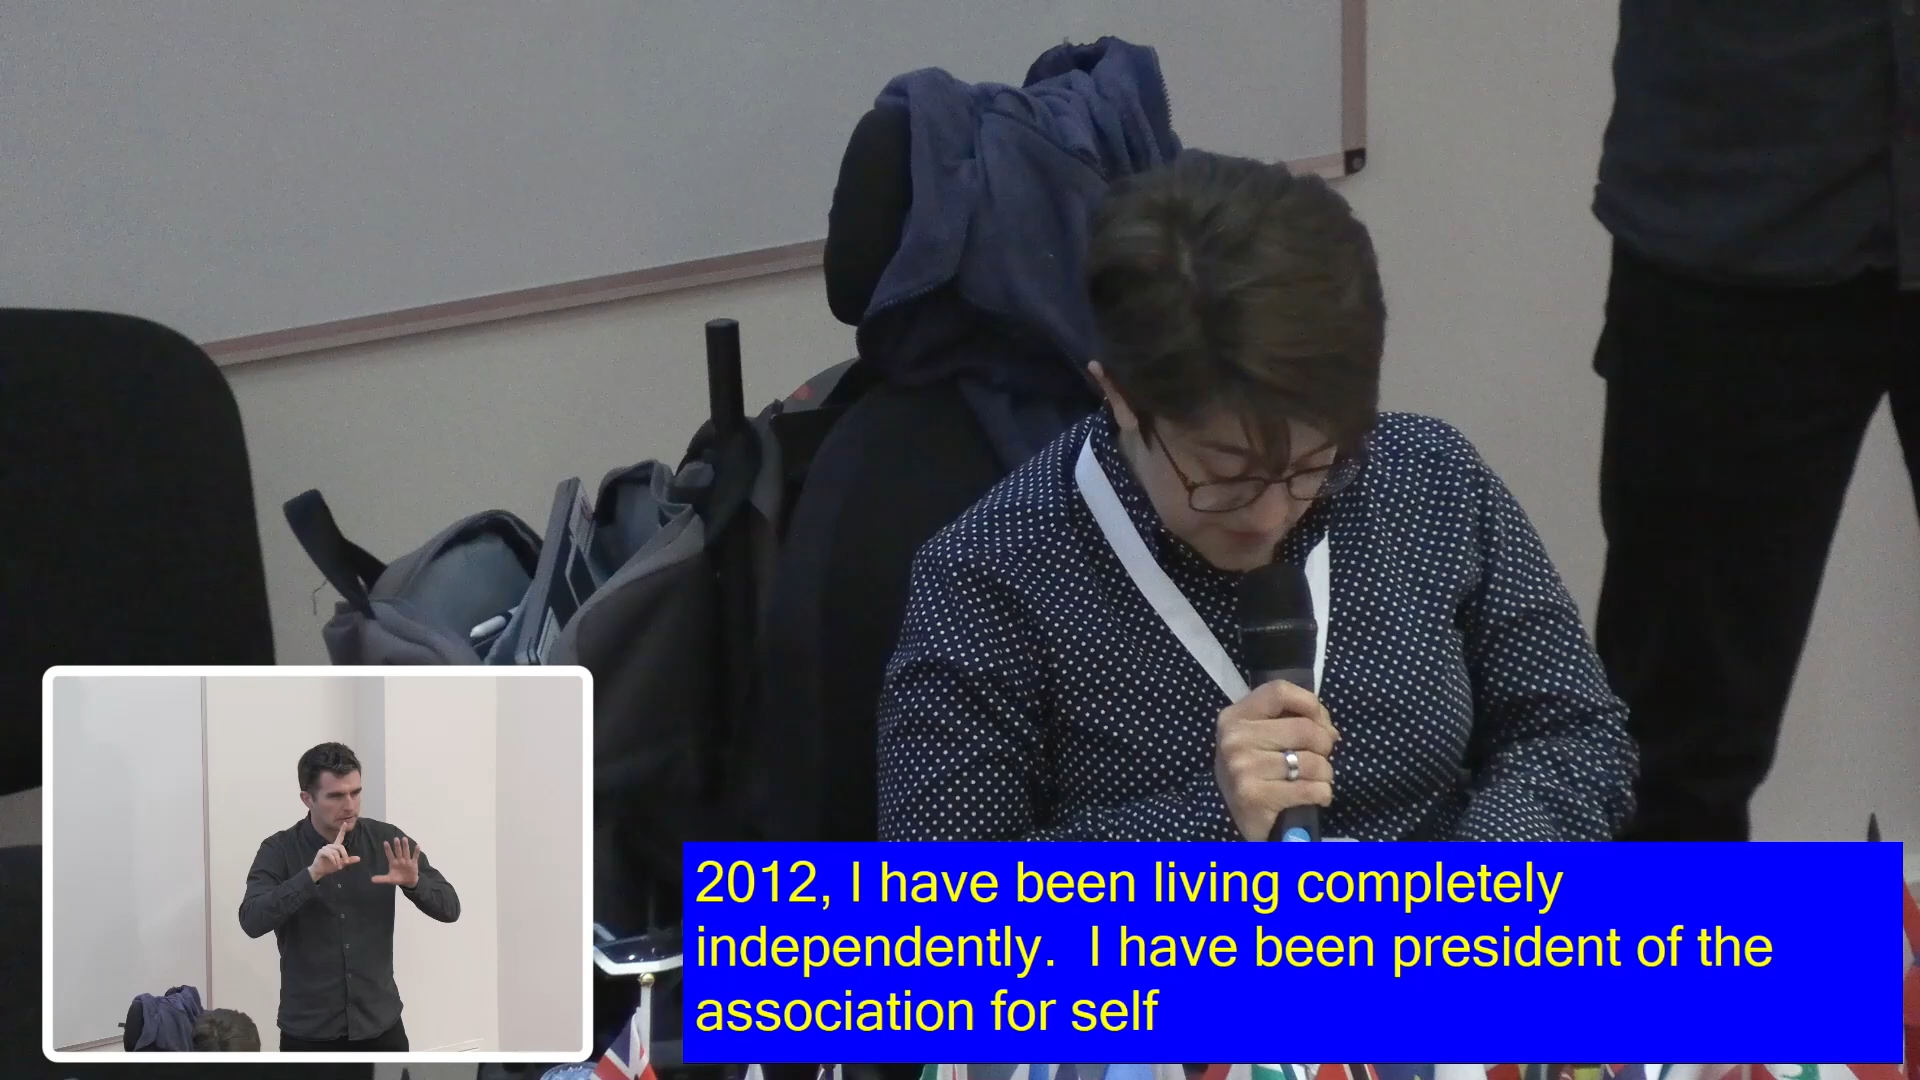 2012, I have been living completely
independently.  I have been president of the
association for self